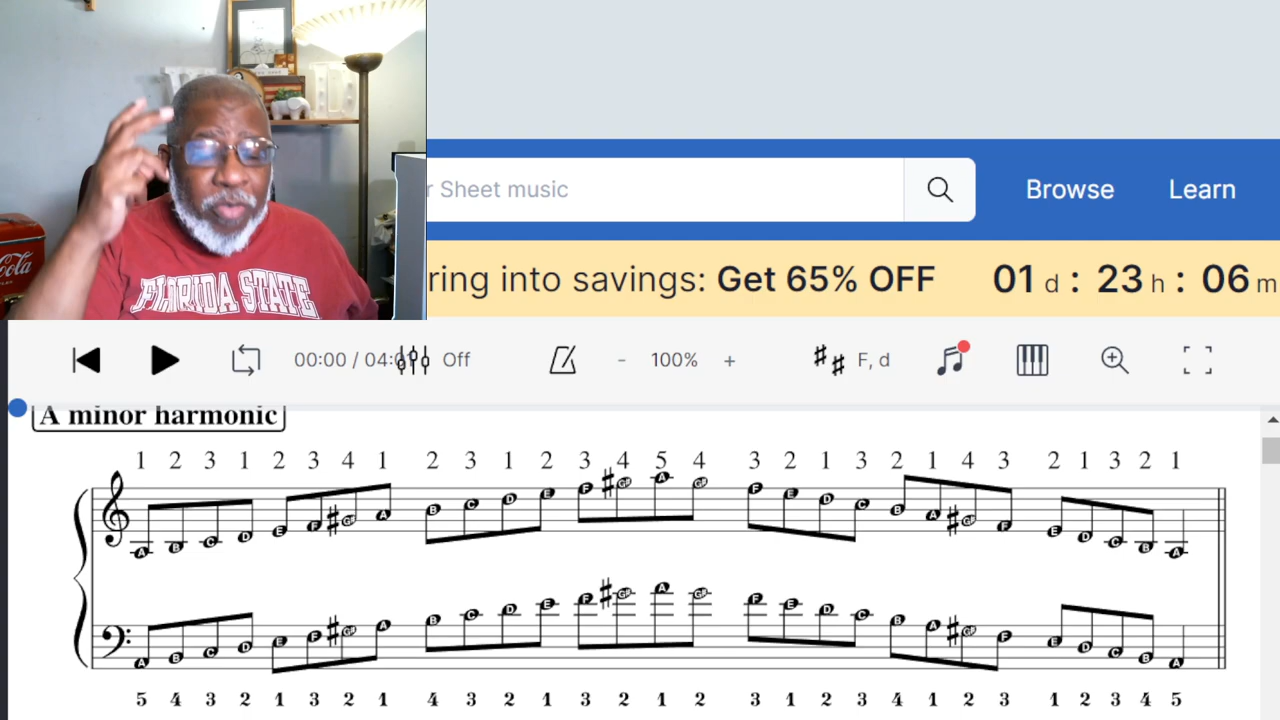 FLORIDA STATE
r Sheet music
Browse
Learn
ring into savings: Get 65% OFF 01 d : 23 h : 06 m
00:00 / 04:0
Off
- 100% +
F, d
A minor harmonic
1 2 3 1 2 3 4 1 2 3 1 2 3 4 5 4 3 2 1 3 2 1 4 3 2 1 3 2 1
A B C D E F G# A B C D E F G# A G# F E D C B A G# F E D C B A
A B C D E F G# A B C D E F G# A G# F E D C B A G# F E D C B A
5 4 3 2 1 3 2 1 4 3 2 1 3 2 1 2 3 1 2 3 4 1 2 3 1 2 3 4 5